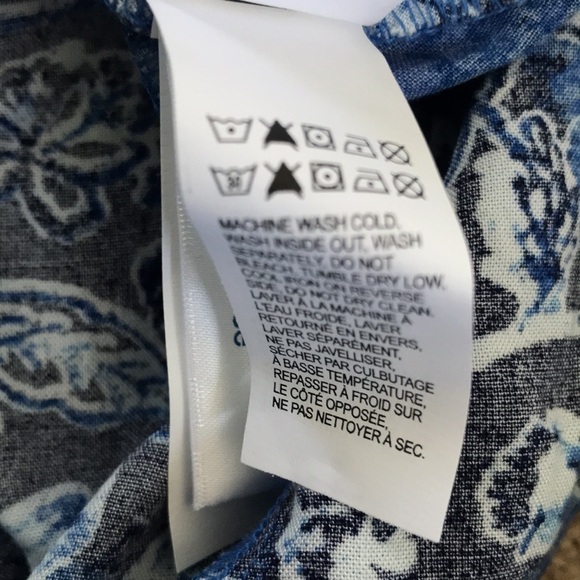 MACHINE WASH COLD,
WASH INSIDE OUT, WASH
SEPARATELY. DO NOT
BLEACH, TUMBLE DRY LOW.
COOL IRON ON REVERSE
SIDE. DO NOT DRY CLEAN.
LAVER À LA MACHINE À
L'EAU FROIDE. LAVER
RETOURNÉ EN ENVERS,
LAVER SÉPARÉMENT.
NE PAS JAVELLISER,
SÉCHER PAR CULBUTAGE
À BASSE TEMPÉRATURE,
REPASSER À FROID SUR
LE CÔTÉ OPPOSÉE,
NE PAS NETTOYER À SEC.